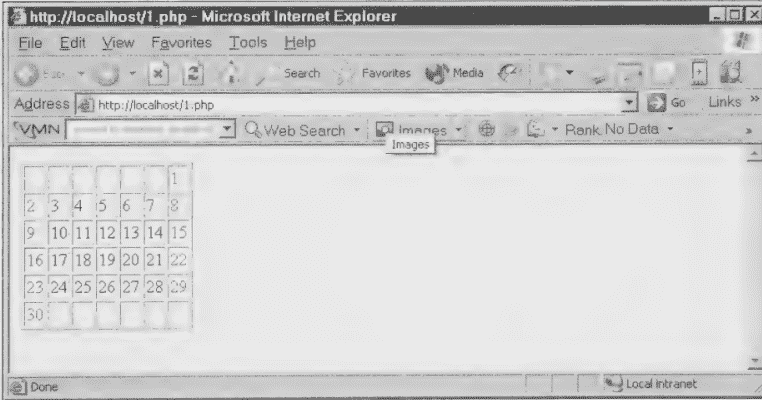 http://localhost/1.php - Microsoft Internet Explorer
File Edit View Favorites Tools Help
Search Favorites Media
Address http://localhost/1.php Go Links »
VMN Web Search Images Rank No Data »
Images
1
2 3 4 5 6 7 8
9 10 11 12 13 14 15
16 17 18 19 20 21 22
23 24 25 26 27 28 29
30
Done Local intranet